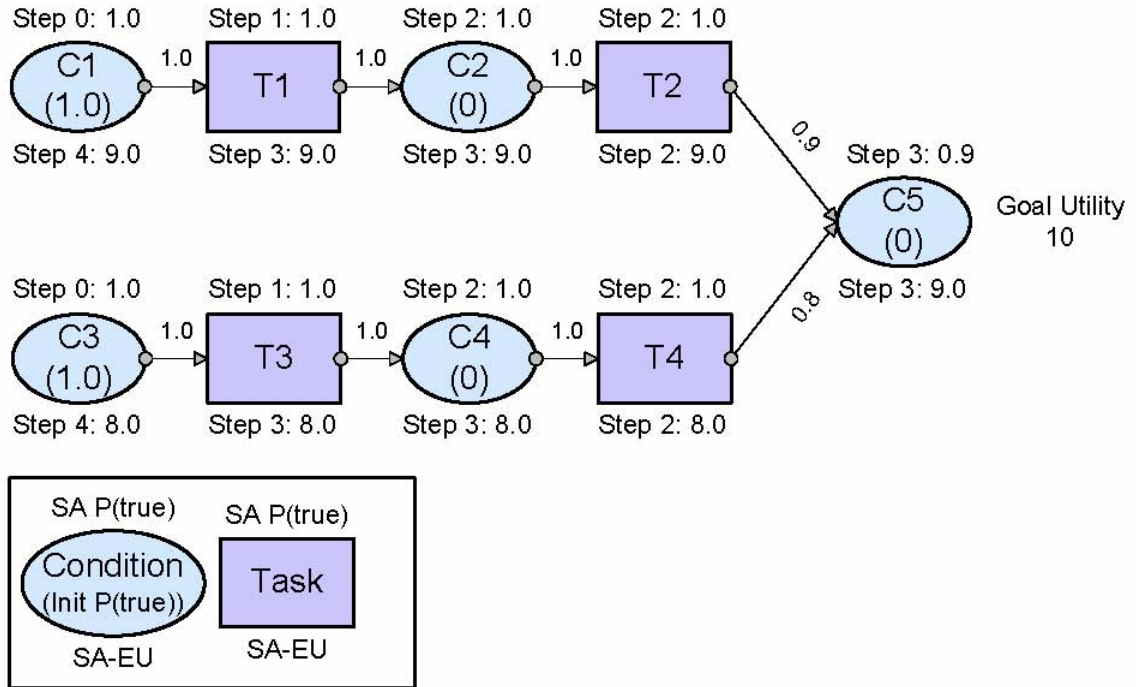 Step 0: 1.0
Step 1: 1.0
Step 2: 1.0
Step 2: 1.0
C1
(1.0)
1.0
T1
1.0
C2
(0)
1.0
T2
Step 4: 9.0
Step 3: 9.0
Step 3: 9.0
Step 2: 9.0
0.9
Step 3: 0.9
C5
(0)
Goal Utility
10
Step 3: 9.0
0.8
Step 0: 1.0
Step 1: 1.0
Step 2: 1.0
Step 2: 1.0
C3
(1.0)
1.0
T3
1.0
C4
(0)
1.0
T4
Step 4: 8.0
Step 3: 8.0
Step 3: 8.0
Step 2: 8.0
SA P(true)
SA P(true)
Condition
(Init P(true))
Task
SA-EU
SA-EU